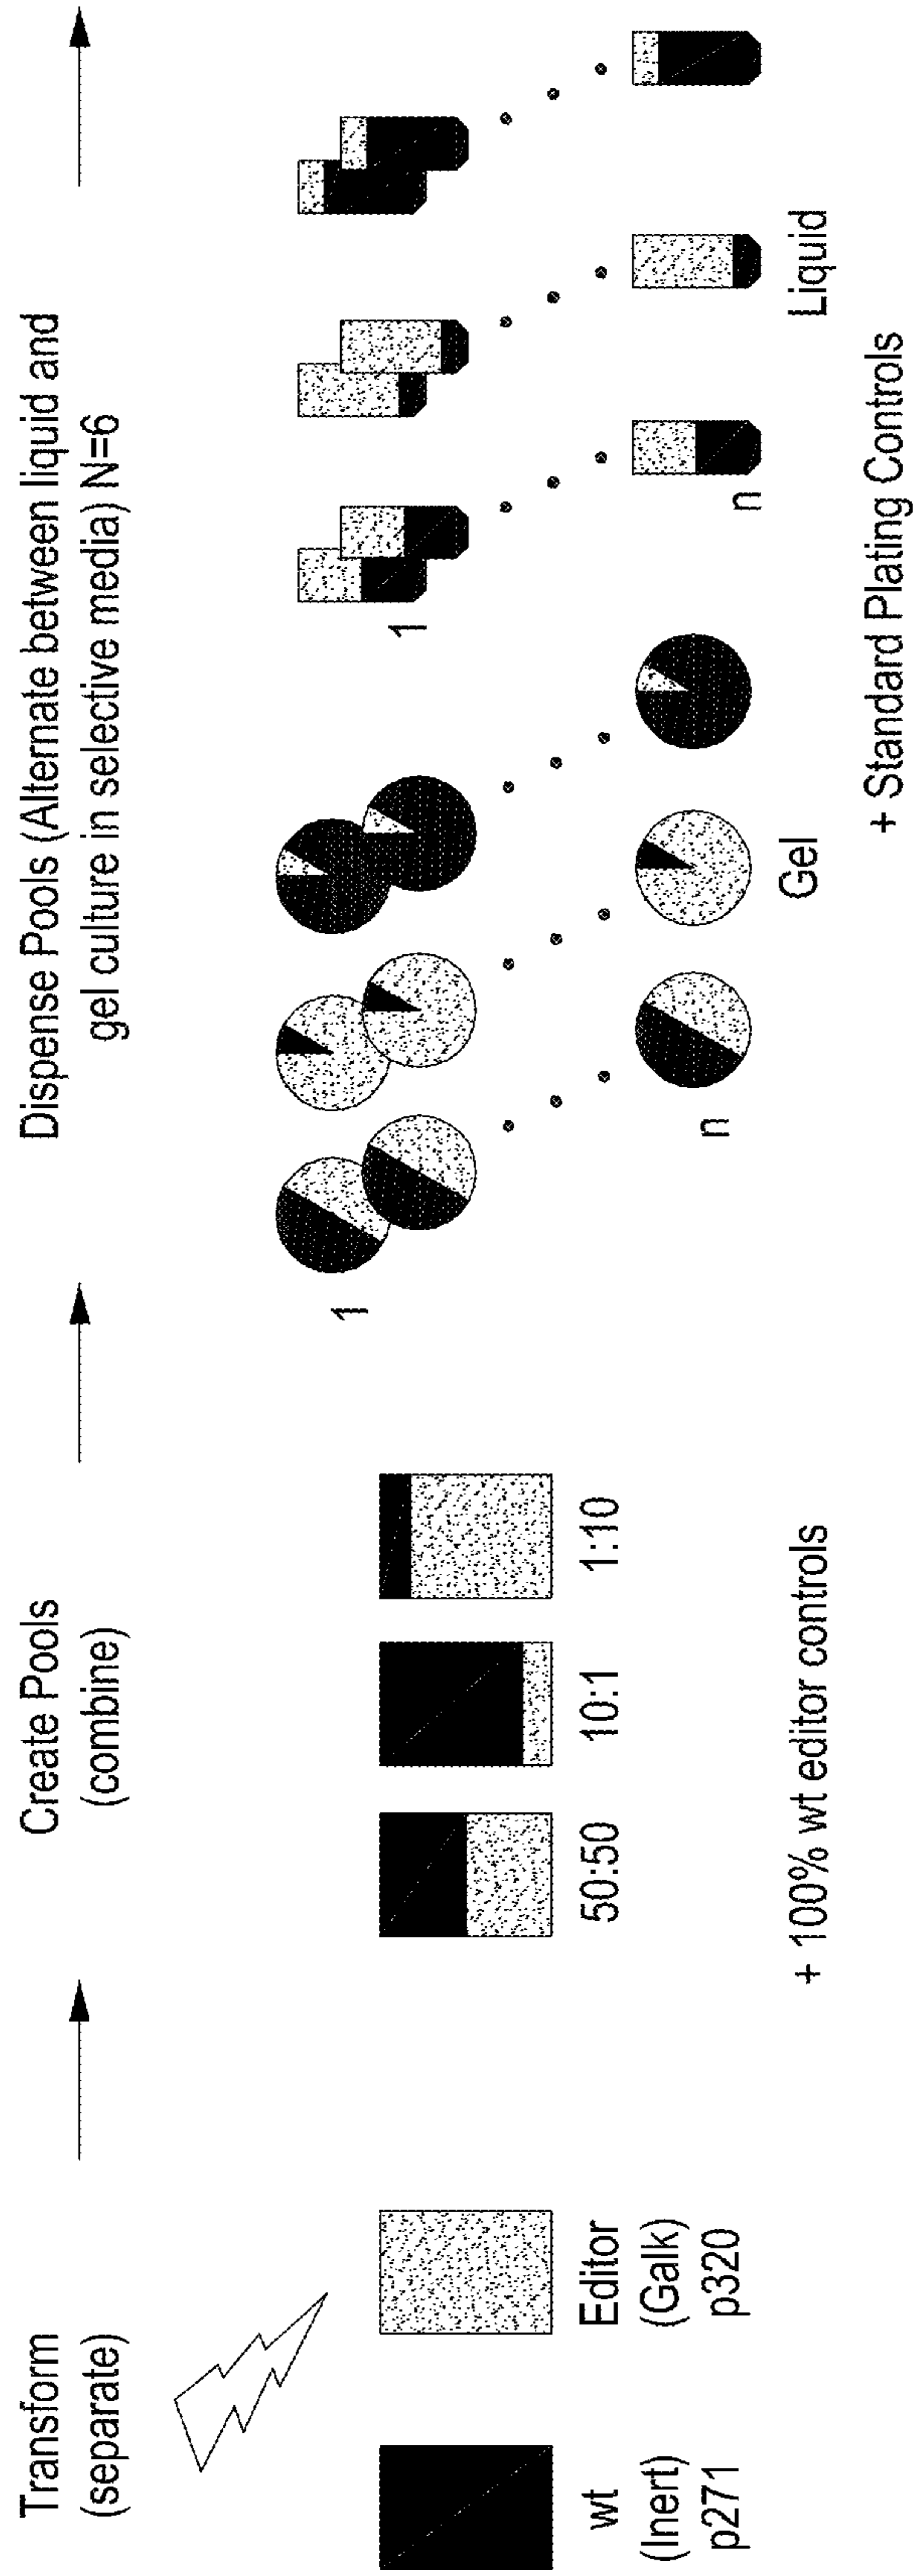 Transform
(separate)
wt
(Inert)
p271
Editor
(Galk)
p320
Create Pools
(combine)
50:50
10:1
1:10
+ 100% wt editor controls
Dispense Pools (Alternate between liquid and
gel culture in selective media) N=6
1
n
Gel
1
n
Liquid
+ Standard Plating Controls